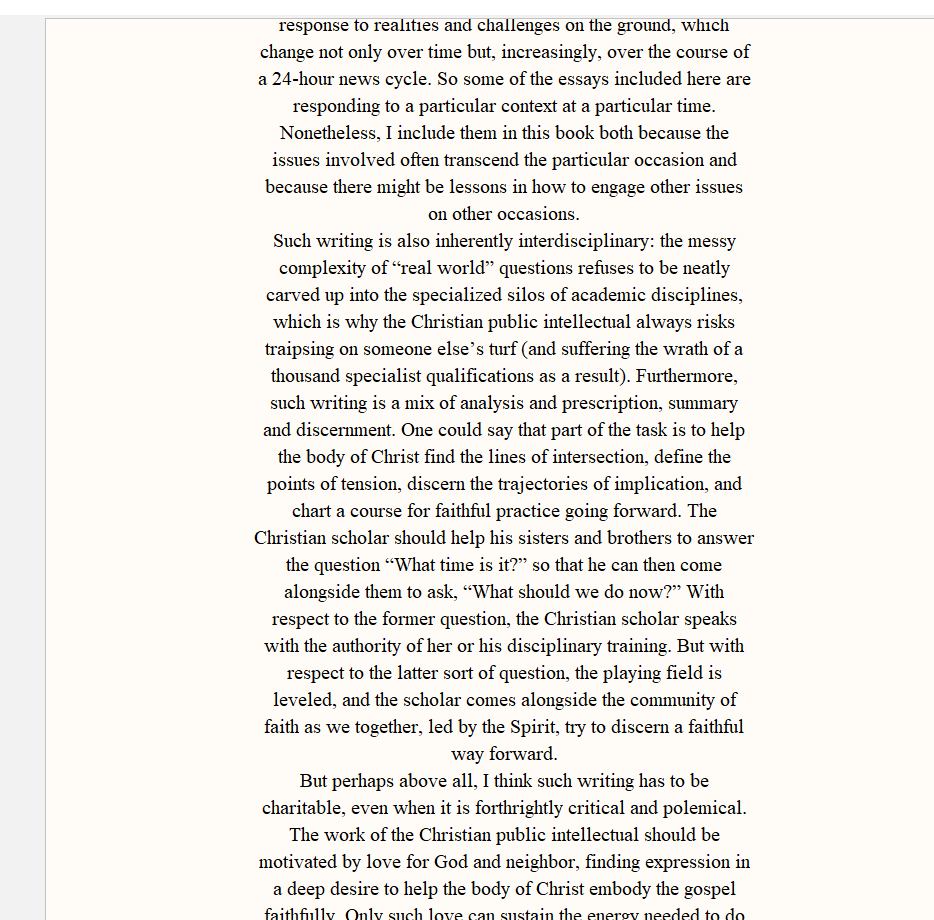 response to realities and challenges on the ground, which
change not only over time but, increasingly, over the course of
a 24-hour news cycle. So some of the essays included here are
responding to a particular context at a particular time.
Nonetheless, I include them in this book both because the
issues involved often transcend the particular occasion and
because there might be lessons in how to engage other issues
on other occasions.
Such writing is also inherently interdisciplinary: the messy
complexity of “real world” questions refuses to be neatly
carved up into the specialized silos of academic disciplines,
which is why the Christian public intellectual always risks
traipsing on someone else’s turf (and suffering the wrath of a
thousand specialist qualifications as a result). Furthermore,
such writing is a mix of analysis and prescription, summary
and discernment. One could say that part of the task is to help
the body of Christ find the lines of intersection, define the
points of tension, discern the trajectories of implication, and
chart a course for faithful practice going forward. The
Christian scholar should help his sisters and brothers to answer
the question “What time is it?” so that he can then come
alongside them to ask, “What should we do now?” With
respect to the former question, the Christian scholar speaks
with the authority of her or his disciplinary training. But with
respect to the latter sort of question, the playing field is
leveled, and the scholar comes alongside the community of
faith as we together, led by the Spirit, try to discern a faithful
way forward.
But perhaps above all, I think such writing has to be
charitable, even when it is forthrightly critical and polemical.
The work of the Christian public intellectual should be
motivated by love for God and neighbor, finding expression in
a deep desire to help the body of Christ embody the gospel
faithfully. Only such love can sustain the energy needed to do